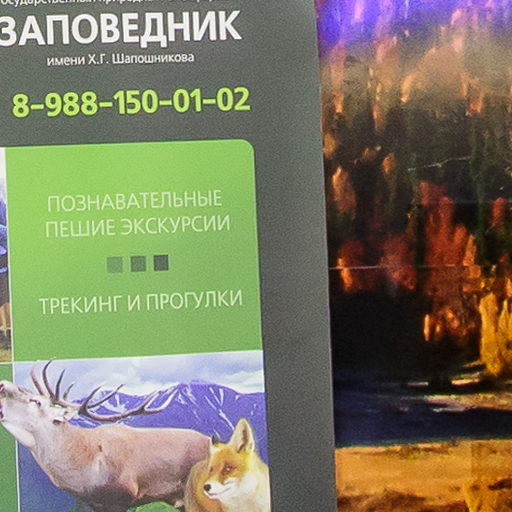 ЗАПОВЕДНИК
имени Х.Г. Шапошникова
8-988-150-01-02
ПОЗНАВАТЕЛЬНЫЕ
ПЕШИЕ ЭКСКУРСИИ
ТРЕКИНГ И ПРОГУЛКИ